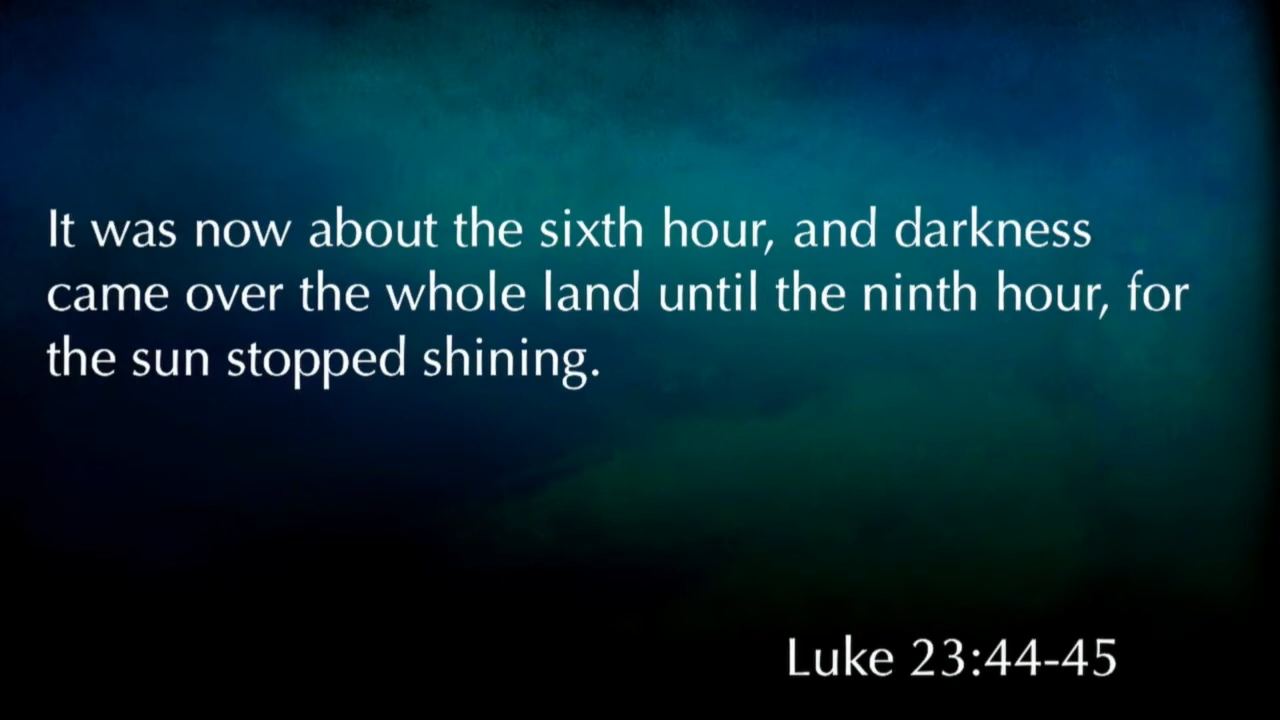 It was now about the sixth hour, and darkness
came over the whole land until the ninth hour, for
the sun stopped shining.
Luke 23:44-45